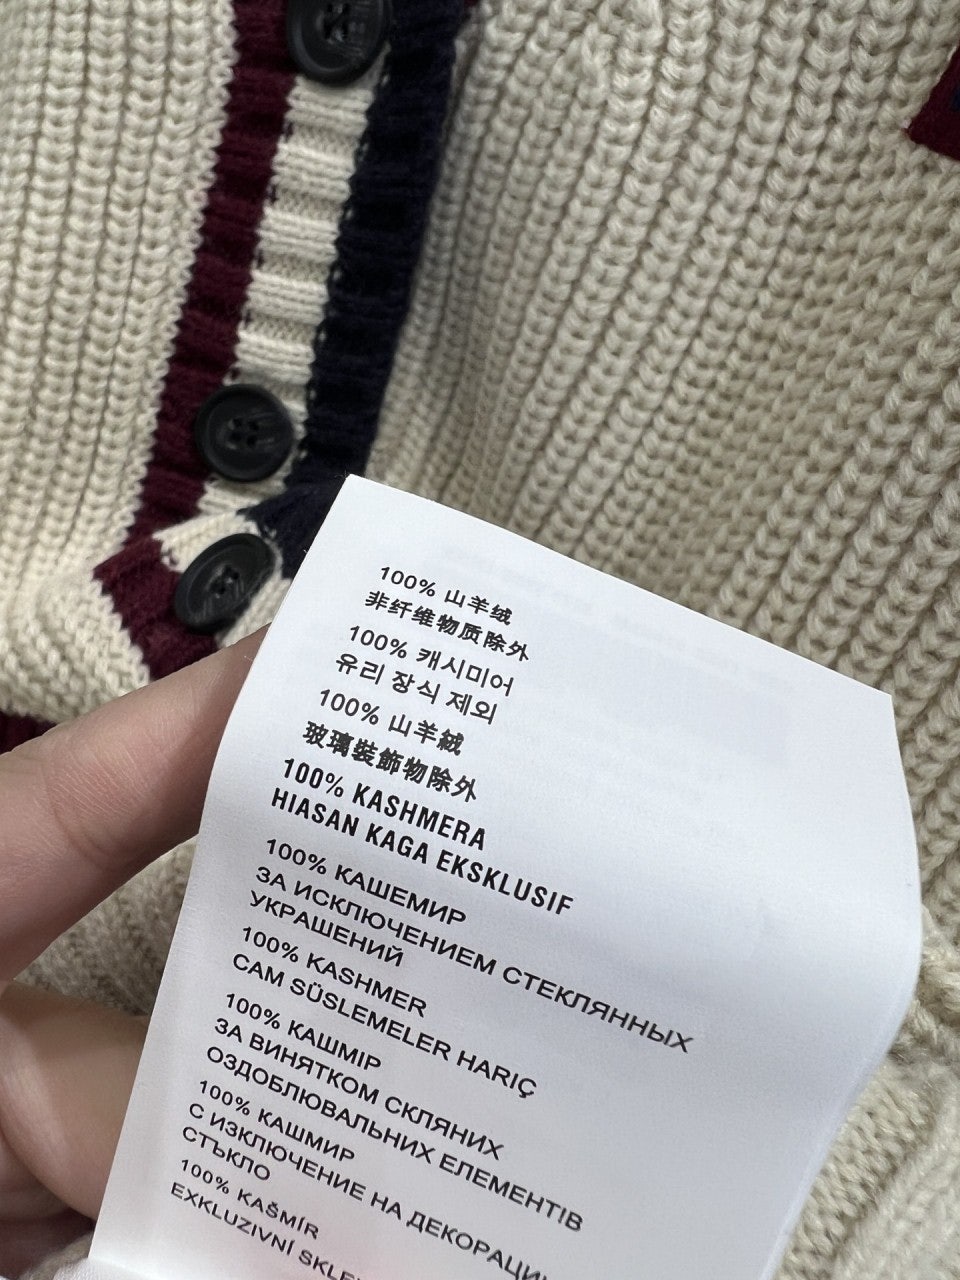 100% 山羊绒
非纤维物质除外
100% 캐시미어
유리 장식 제외
100% 山羊絨
玻璃裝飾物除外
100% KASHMERA
HIASAN KAGA EKSKLUSIF
100% КАШЕМИР
ЗА ИСКЛЮЧЕНИЕМ СТЕКЛЯННЫХ
УКРАШЕНИЙ
100% KASHMER
CAM SÜSLEMELER HARIÇ
100% КАШМІР
ЗА ВИНЯТКОМ СКЛЯНИХ
ОЗДОБЛЮВАЛЬНИХ ЕЛЕМЕНТІВ
100% КАШМИР
С ИЗКЛЮЧЕНИЕ НА
СТЪКЛО
100% KAŠMÍR
EXKLUZIVNÍ